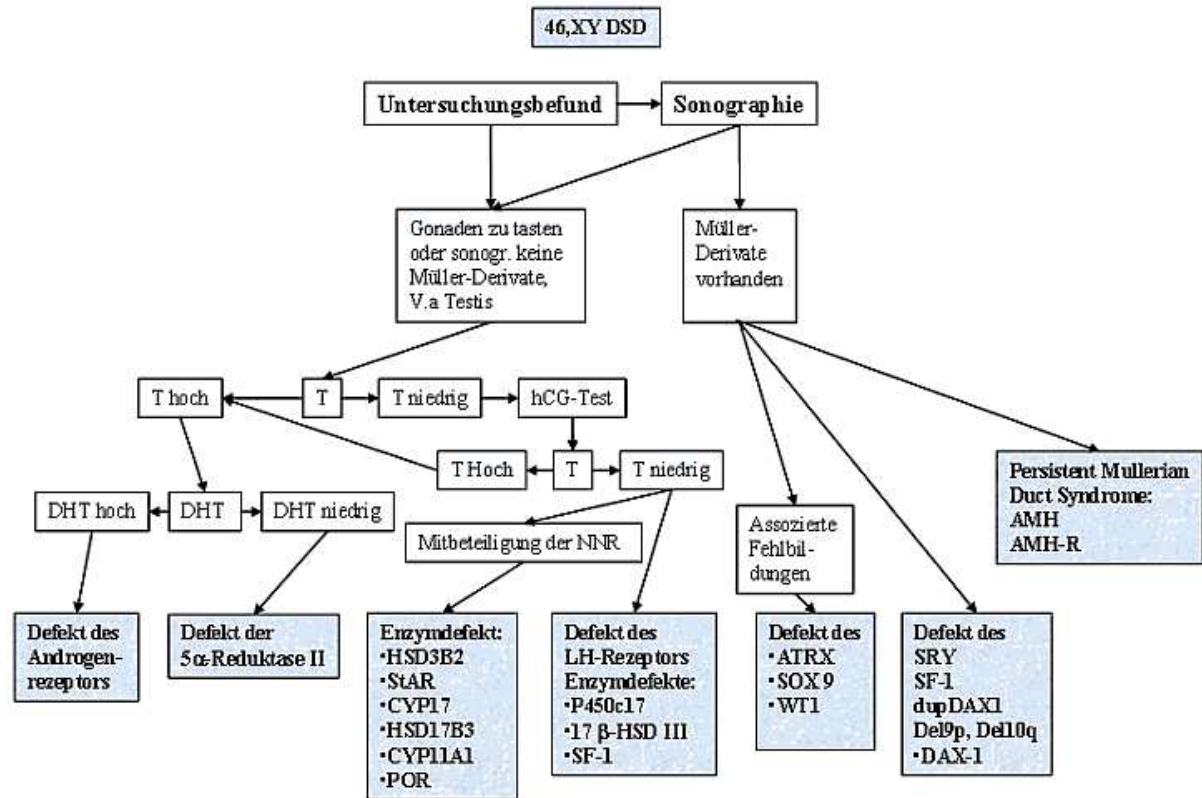 46,XY DSD
Untersuchungsbefund
Sonographie
Gonaden zu tasten
oder sonogr. keine
Müller-Derivate,
V.a Testis
Müller-
Derivate
vorhanden
T hoch
T
T niedrig
hCG-Test
T Hoch
T
T niedrig
DHT hoch
DHT
DHT niedrig
Mitbeteiligung der NNR
Assoziierte
Fehlbil-
dungen
Persistent Mullerian
Duct Syndrome:
AMH
AMH-R
Defekt des
Androgen-
rezeptors
Defekt der
5α-Reduktase II
Enzymdefekt:
•HSD3B2
•StAR
•CYP17
•HSD17B3
•CYP11A1
•POR
Defekt des
LH-Rezeptors
Enzymdefekte:
•P450c17
•17 β-HSD III
•SF-1
Defekt des
•ATRX
•SOX 9
•WT1
Defekt des
SRY
SF-1
dupDAX1
Del9p, Del10q
•DAX-1